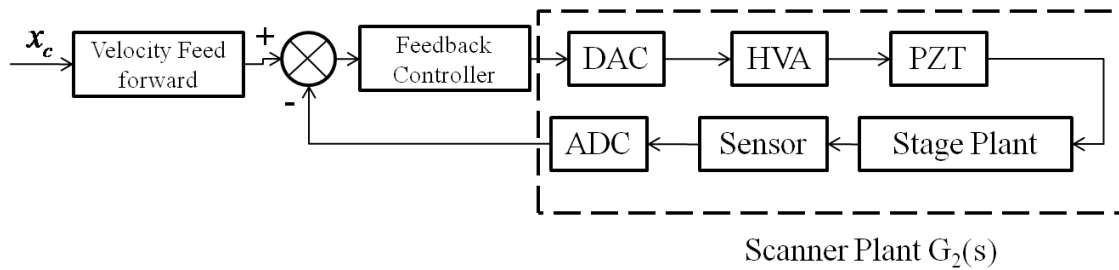 x_c
Velocity Feed
forward
+
-
Feedback
Controller
DAC
HVA
PZT
ADC
Sensor
Stage Plant
Scanner Plant G₂(s)